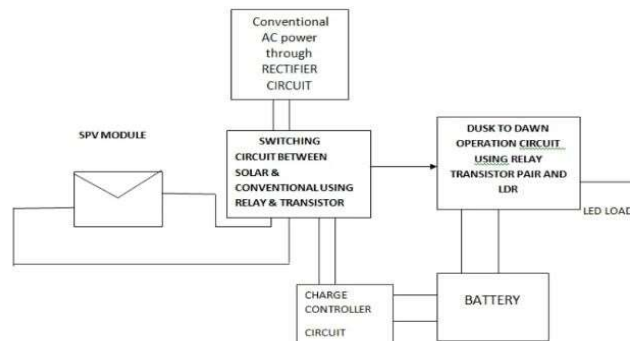 Conventional
AC power
through
RECTIFIER
CIRCUIT
SPV MODULE
SWITCHING
CIRCUIT BETWEEN
SOLAR &
CONVENTIONAL USING
RELAY & TRANSISTOR
DUSK TO DAWN
OPERATION CIRCUIT
USING RELAY
TRANSISTOR PAIR AND
LDR
LED LOAD
CHARGE
CONTROLLER
CIRCUIT
BATTERY